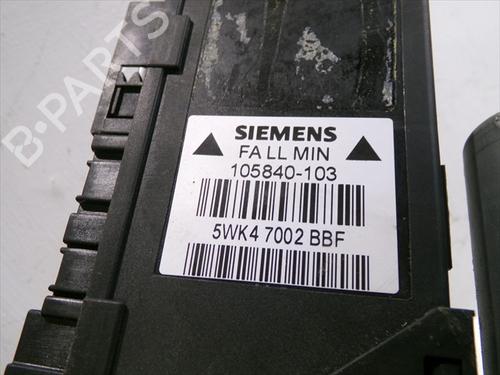 B-PARTS
SIEMENS
FA LL MIN
105840-103
5WK4 7002 BBF